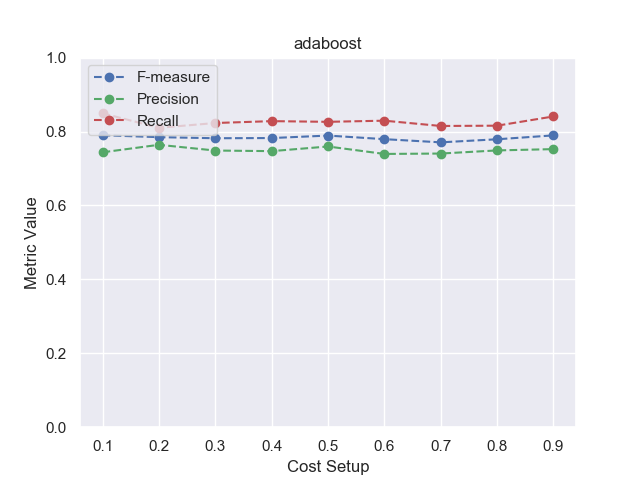 adaboost
1.0
0.8
0.6
0.4
0.2
0.0
Metric Value
F-measure
Precision
Recall
0.1 0.2 0.3 0.4 0.5 0.6 0.7 0.8 0.9
Cost Setup